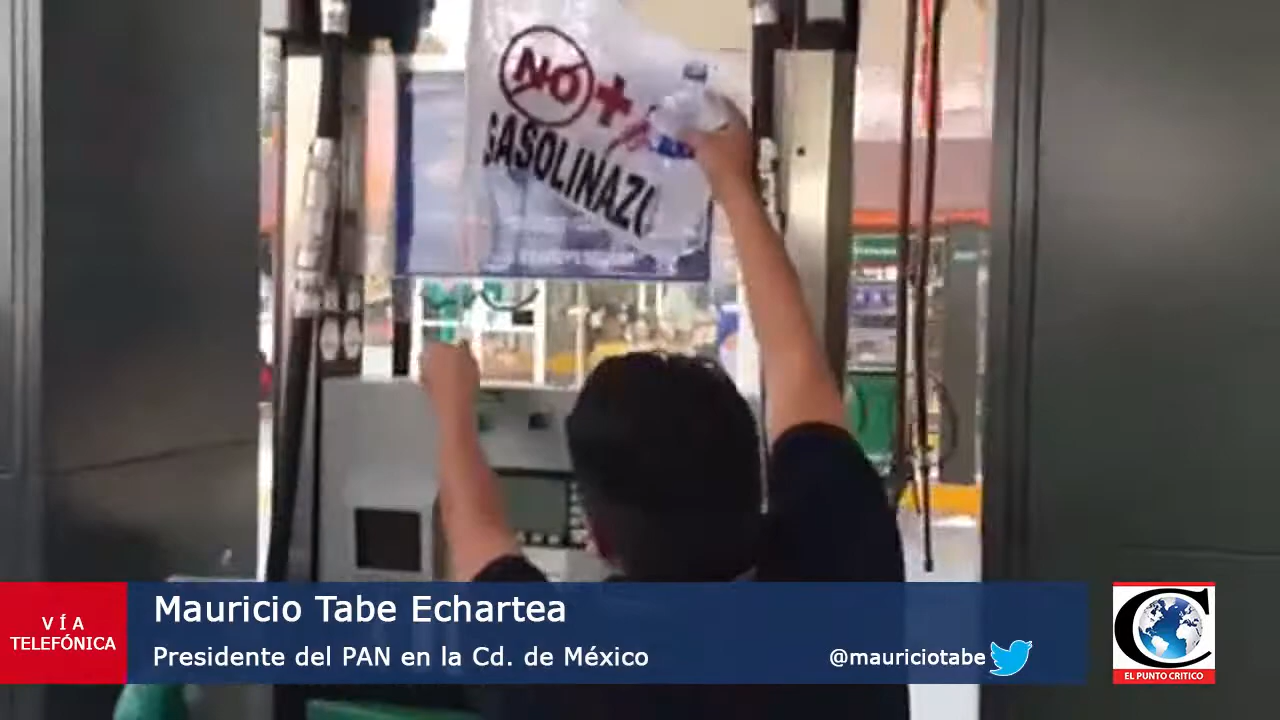 NO +
GASOLINAZO
VÍA
TELEFÓNICA
Mauricio Tabe Echartea
Presidente del PAN en la Cd. de México
@mauriciotabe
C
EL PUNTO CRITICO